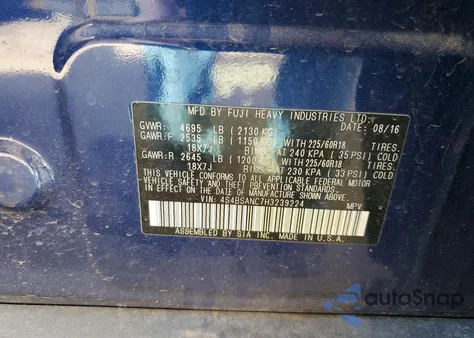 MFD BY FUJI HEAVY INDUSTRIES LTD.
GVWR: 4695 LB (2130 KG) DATE 08/16
GAWR:F 2535 LB (1150 KG) WITH 225/60R18 TIRES.
18X7J RIMS AT 240 KPA (35 PSI) COLD
GAWR:R 2645 LB (1200 KG) WITH 225/60R18 TIRES.
18X7J RIMS AT 230 KPA (33 PSI) COLD
THIS VEHICLE CONFORMS TO ALL APPLICABLE FEDERAL MOTOR
VEHICLE SAFETY AND BUMPER STANDARDS IN
EFFECT ON THE DATE OF MANUFACTURE SHOWN ABOVE.
VIN: 4S4BSANC7H3239224 MPV
ASSEMBLED BY SIA INC. IN U.S.A.
autoSnap